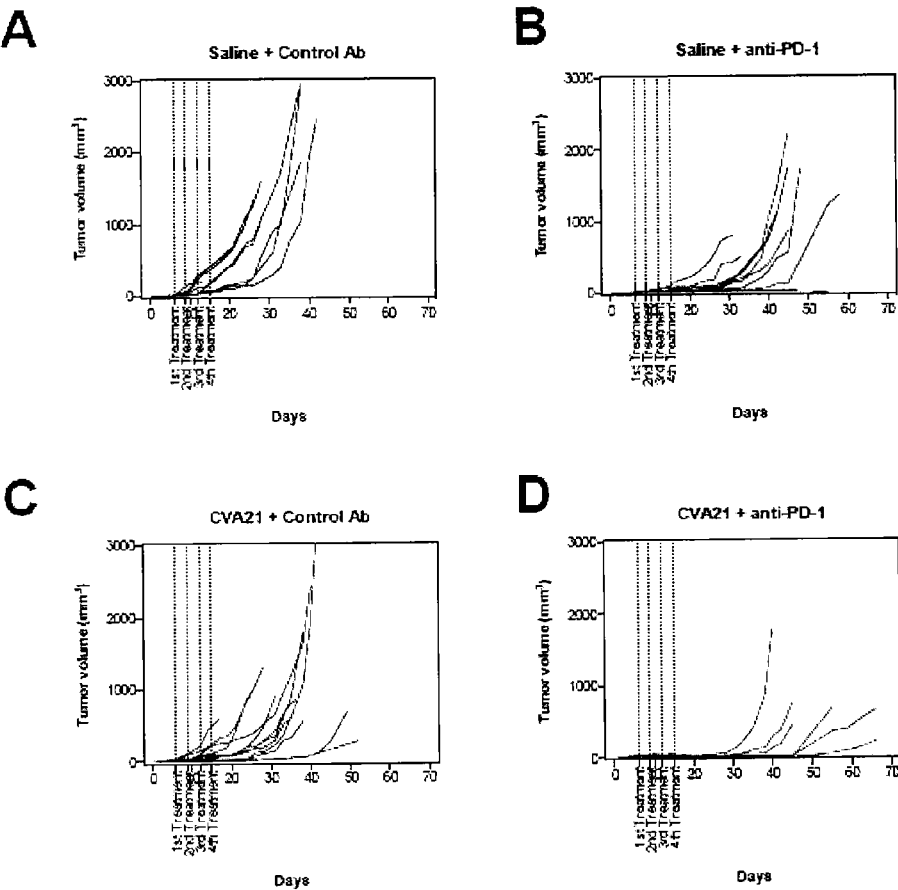 A
Saline + Control Ab
Tumor volume (mm³)
3000
2000
1000
0
0
20
30
40
50
60
70
1st Treatment
2nd Treatment
3rd Treatment
4th Treatment
Days
B
Saline + anti-PD-1
Tumor volume (mm³)
3000
2000
1000
0
0
20
30
40
50
60
70
1st Treatment
2nd Treatment
3rd Treatment
4th Treatment
Days
C
CVA21 + Control Ab
Tumor volume (mm³)
3000
2000
1000
0
0
20
30
40
50
60
70
1st Treatment
2nd Treatment
3rd Treatment
4th Treatment
Days
D
CVA21 + anti-PD-1
Tumor volume (mm³)
3000
2000
1000
0
0
20
30
40
50
60
70
1st Treatment
2nd Treatment
3rd Treatment
4th Treatment
Days